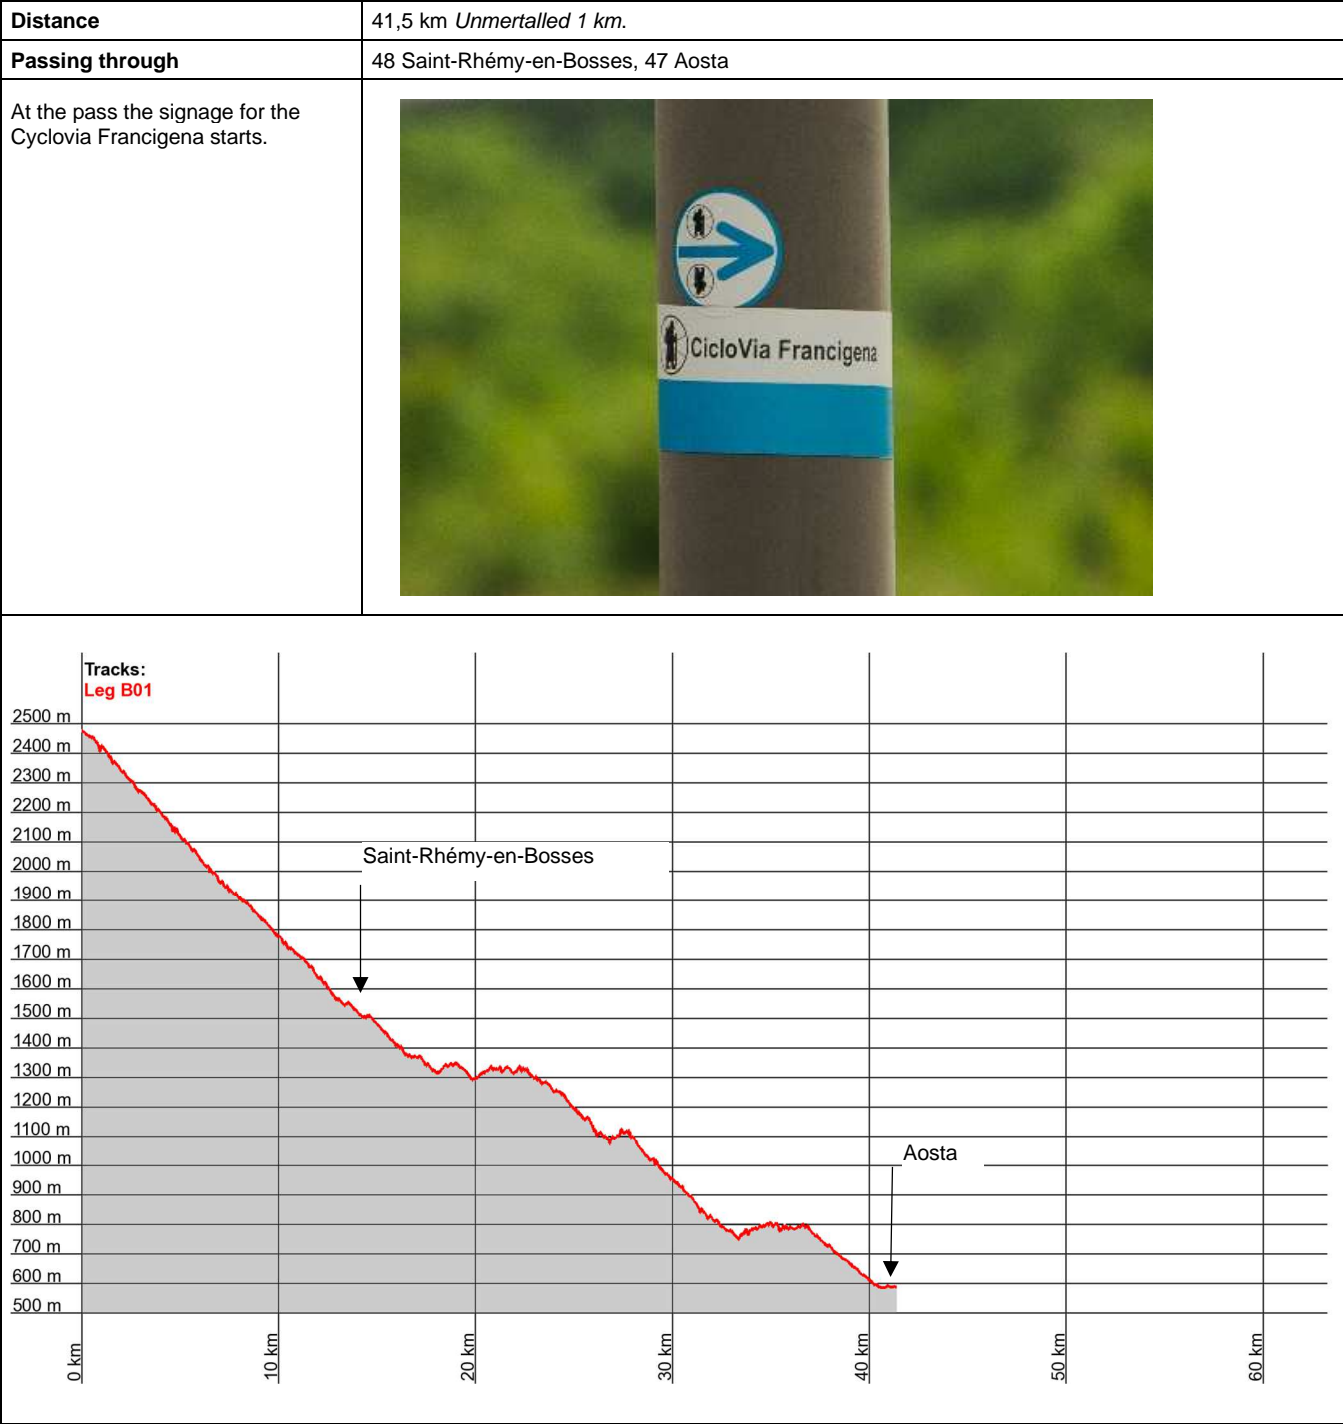 Distance
41,5 km Unmertalled 1 km.
Passing through
48 Saint-Rhémy-en-Bosses, 47 Aosta
At the pass the signage for the
Cyclovia Francigena starts.
CicloVia Francigena
Tracks:
Leg B01
2500 m
2400 m
2300 m
2200 m
2100 m
2000 m
1900 m
1800 m
1700 m
1600 m
1500 m
1400 m
1300 m
1200 m
1100 m
1000 m
900 m
800 m
700 m
600 m
500 m
Saint-Rhémy-en-Bosses
Aosta
0 km
10 km
20 km
30 km
40 km
50 km
60 km